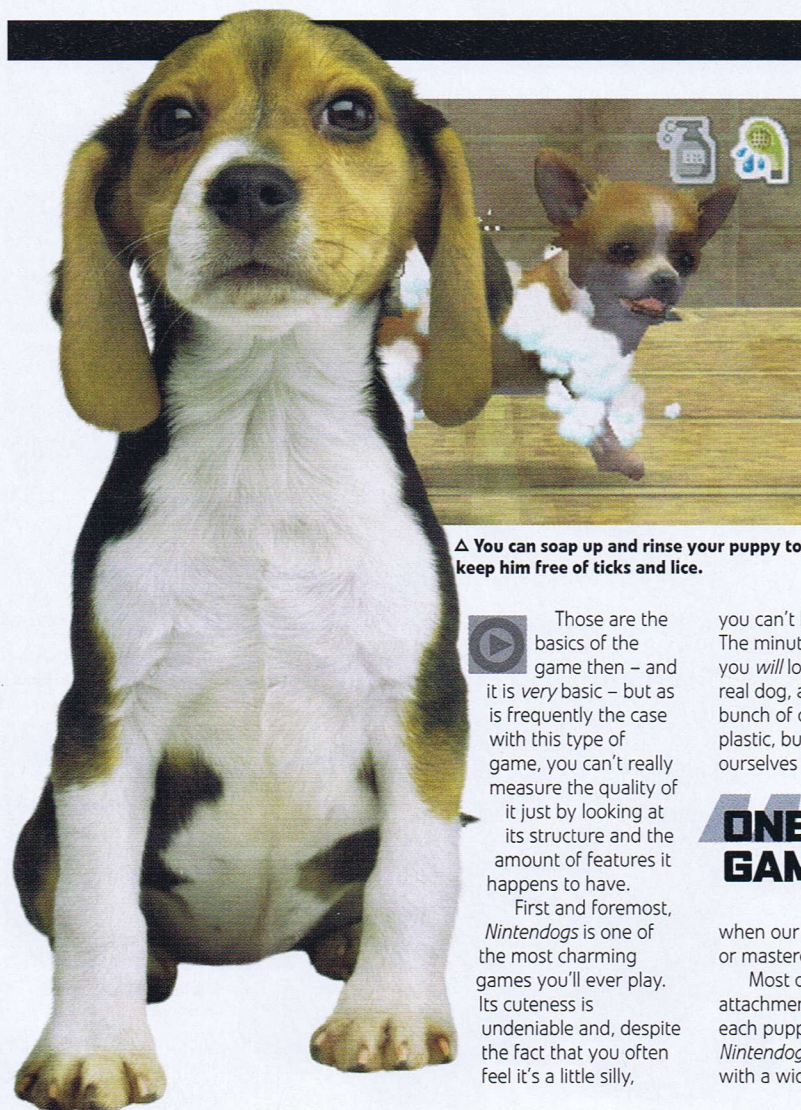 △ You can soap up and rinse your puppy to
keep him free of ticks and lice.
Those are the
basics of the
game then – and
it is very basic – but as
is frequently the case
with this type of
game, you can't really
measure the quality of
it just by looking at
its structure and the
amount of features it
happens to have.
First and foremost,
Nintendogs is one of
the most charming
games you'll ever play.
Its cuteness is
undeniable and, despite
the fact that you often
feel it's a little silly,
you can't
The minut
you will lo
real dog, a
bunch of
plastic, bu
ourselves
ONE
GAM
when our
or master
Most o
attachmen
each pupp
Nintendog
with a wi